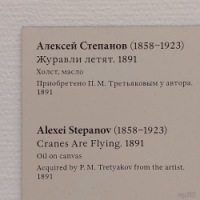 Алексей Степанов (1858–1923)
Журавли летят. 1891
Холст, масло
Приобретено П. М. Третьяковым у автора.
1891
Alexei Stepanov (1858–1923)
Cranes Are Flying. 1891
Oil on canvas
Acquired by P. M. Tretyakov from the artist.
1891